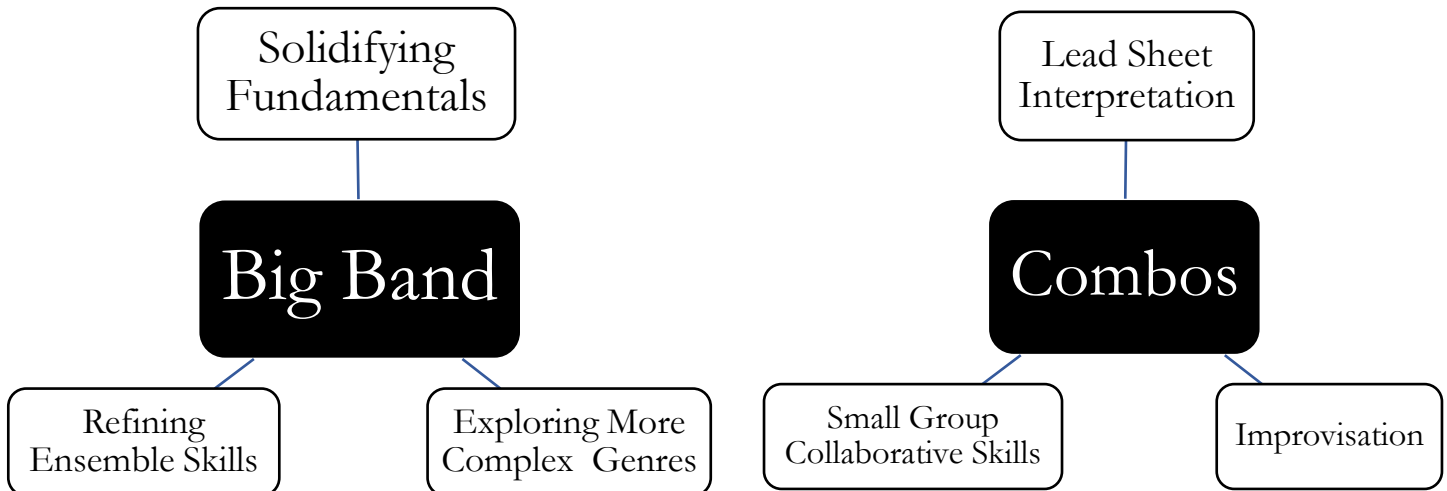 Solidifying
Fundamentals
Big Band
Refining
Ensemble Skills
Exploring More
Complex  Genres
Lead Sheet
Interpretation
Combos
Small Group
Collaborative Skills
Improvisation